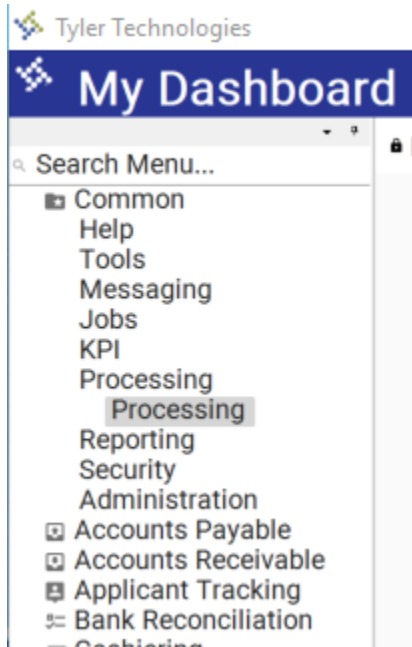 Tyler Technologies
My Dashboard
Search Menu...
Common
Help
Tools
Messaging
Jobs
KPI
Processing
Processing
Reporting
Security
Administration
Accounts Payable
Accounts Receivable
Applicant Tracking
Bank Reconciliation